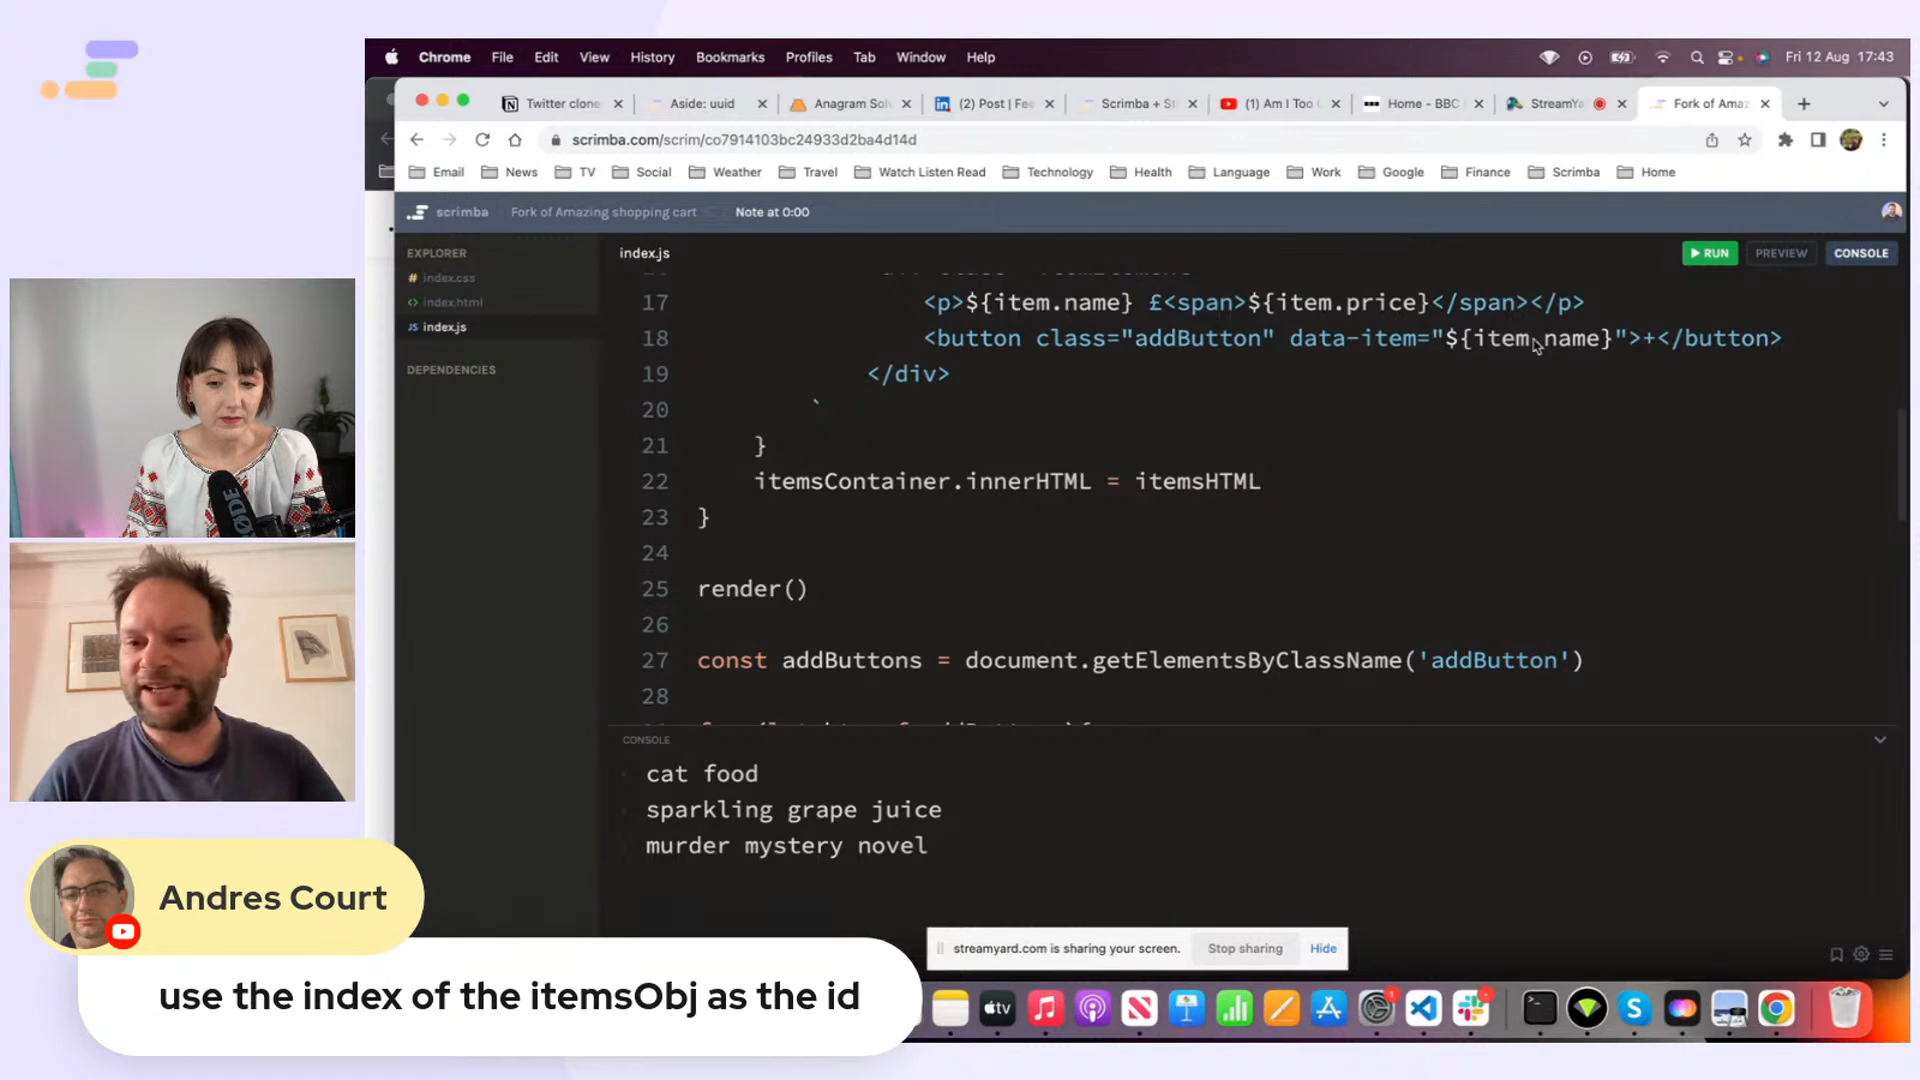 Chrome File Edit View History Bookmarks Profiles Tab Window Help Fri 12 Aug 17:43
Twitter clone Aside: uuid Anagram Sol (2) Post | Fee Scrimba + St (1) Am I Too Home - BBC StreamYa Fork of Amaz
scrimba.com/scrim/co7914103bc24933d2ba4d14d
Email News TV Social Weather Travel Watch Listen Read Technology Health Language Work Google Finance Scrimba Home
scrimba Fork of Amazing shopping cart Note at 0:00
EXPLORER
index.css
index.html
JS index.js
DEPENDENCIES
index.js
RUN PREVIEW CONSOLE
17 <p>${item.name} £<span>${item.price}</span></p>
18 <button class="addButton" data-item="${item.name}">+</button>
19 </div>
20 `
21 }
22 itemsContainer.innerHTML = itemsHTML
23 }
24
25 render()
26
27 const addButtons = document.getElementsByClassName('addButton')
28
CONSOLE
cat food
sparkling grape juice
murder mystery novel
streamyard.com is sharing your screen. Stop sharing Hide
RØDE
Andres Court
use the index of the itemsObj as the id
tv